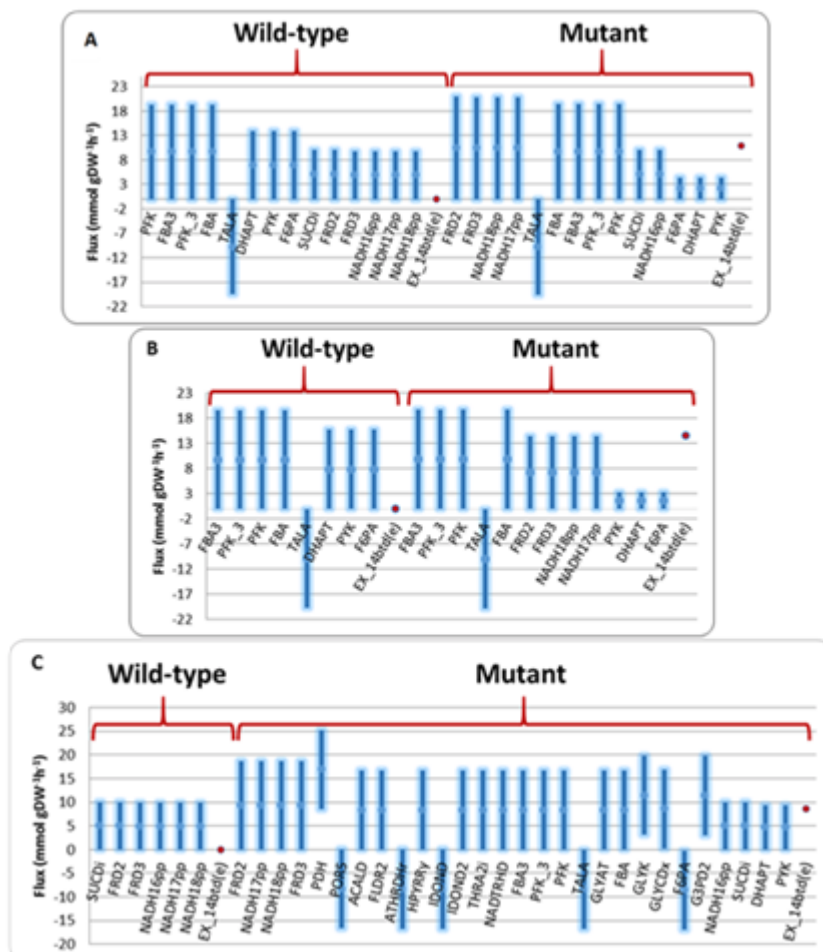 A
Wild-type Mutant
Flux (mmol gDW⁻¹h⁻¹)
23
18
13
8
3
-2
-7
-12
-17
-22
PFK FBA3 PFK_3 FBA TALA DHAPT PYK F6PA SUCDi FRD2 FRD3 NADH16pp NADH17pp NADH18pp EX_14btd(e) FRD2 FRD3 NADH18pp NADH17pp TALA FBA FBA3 PFK_3 PFK SUCDi NADH16pp F6PA DHAPT PYK EX_14btd(e)
B
Wild-type Mutant
Flux (mmol gDW⁻¹h⁻¹)
23
18
13
8
3
-2
-7
-12
-17
-22
FBA3 PFK_3 PFK FBA TALA DHAPT PYK F6PA EX_14btd(e) FBA3 PFK_3 PFK TALA FBA FRD2 FRD3 NADH18pp NADH17pp PYK DHAPT F6PA EX_14btd(e)
C
Wild-type Mutant
Flux (mmol gDW⁻¹h⁻¹)
30
25
20
15
10
5
0
-5
-10
-15
-20
SUCDi FRD2 FRD3 NADH16pp NADH17pp NADH18pp EX_14btd(e) FRD2 NADH17pp NADH18pp FRD3 PDH POR5 ACALD FLDR2 HPYRRy IDOND IDOND2 THRA2i NADTRHD FBA3 PFK_3 PFK TALA GLYAT FBA GLYK GLYCDx F6PA G3PD2 NADH16pp SUCDi DHAPT PYK EX_14btd(e)